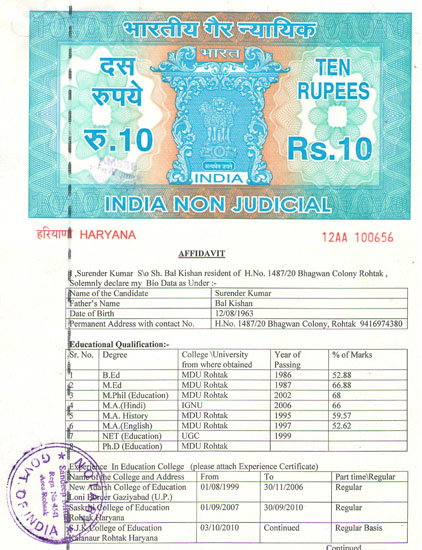 भारतीय गैर न्यायिक
भारत
दस
रुपये
रु.10
TEN
RUPEES
Rs.10
सत्यमेव जयते
INDIA
INDIA NON JUDICIAL
हरियाणा HARYANA
12AA 100656
AFFIDAVIT
I ,Surender Kumar S\o Sh. Bal Kishan resident of H.No. 1487/20 Bhagwan Colony Rohtak ,
Solemnly declare my Bio Data as Under :-
Name of the Candidate Surender Kumar
Father's Name Bal Kishan
Date of Birth 12/08/1963
Permanent Address with contact No. H.No. 1487/20 Bhagwan Colony, Rohtak 9416974380
Educational Qualification:-
Sr. No. Degree College \University from where obtained Year of Passing % of Marks
1 B.Ed MDU Rohtak 1986 52.88
2 M.Ed MDU Rohtak 1987 66.88
3 M.Phil (Education) MDU Rohtak 2002 68
4 M.A.(Hindi) IGNU 2006 66
5 M.A. History MDU Rohtak 1995 59.57
6 M.A.(English) MDU Rohtak 1997 52.62
7 NET (Education) UGC 1999
8 Ph.D (Education) MDU Rohtak
Experience In Education College (please attach Experience Certificate)
Name of the College and Address From To Part time\Regular
New Adarsh College of Education Loni Border Gaziyabad (U.P.) 01/08/1999 30/11/2006 Regular
College of Education Rohtak Haryana 01/09/2007 30/09/2010 Regular
College of Education Kalanaur Rohtak Haryana 03/10/2010 Continued Regular Basis
Continued
NOTARY
GOVT OF INDIA
Regn. No
Rohtak